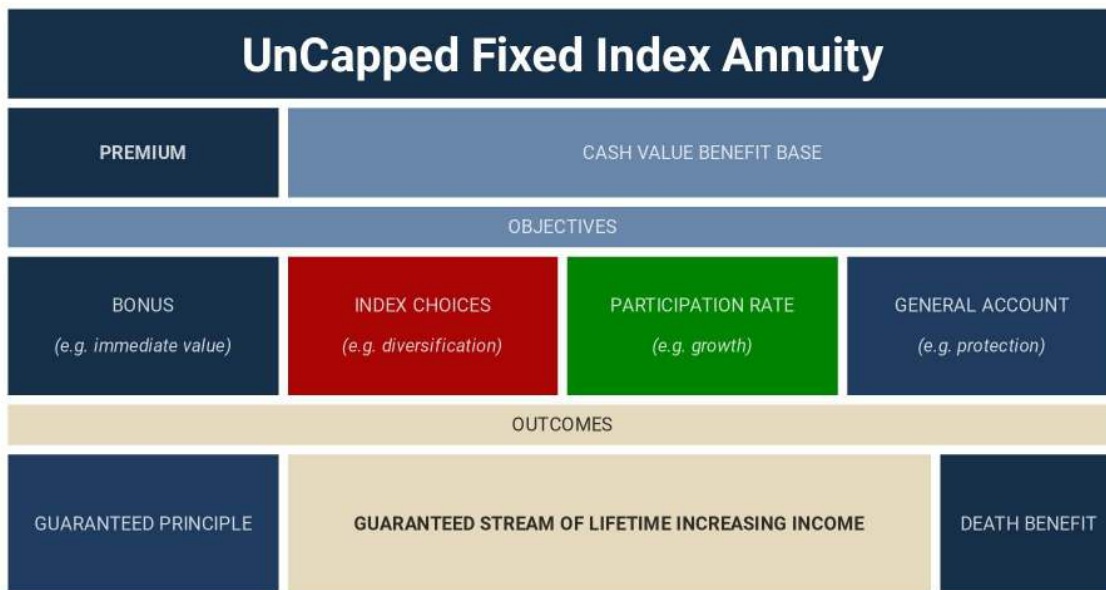 UnCapped Fixed Index Annuity
PREMIUM
CASH VALUE BENEFIT BASE
OBJECTIVES
BONUS
(e.g. immediate value)
INDEX CHOICES
(e.g. diversification)
PARTICIPATION RATE
(e.g. growth)
GENERAL ACCOUNT
(e.g. protection)
OUTCOMES
GUARANTEED PRINCIPLE
GUARANTEED STREAM OF LIFETIME INCREASING INCOME
DEATH BENEFIT